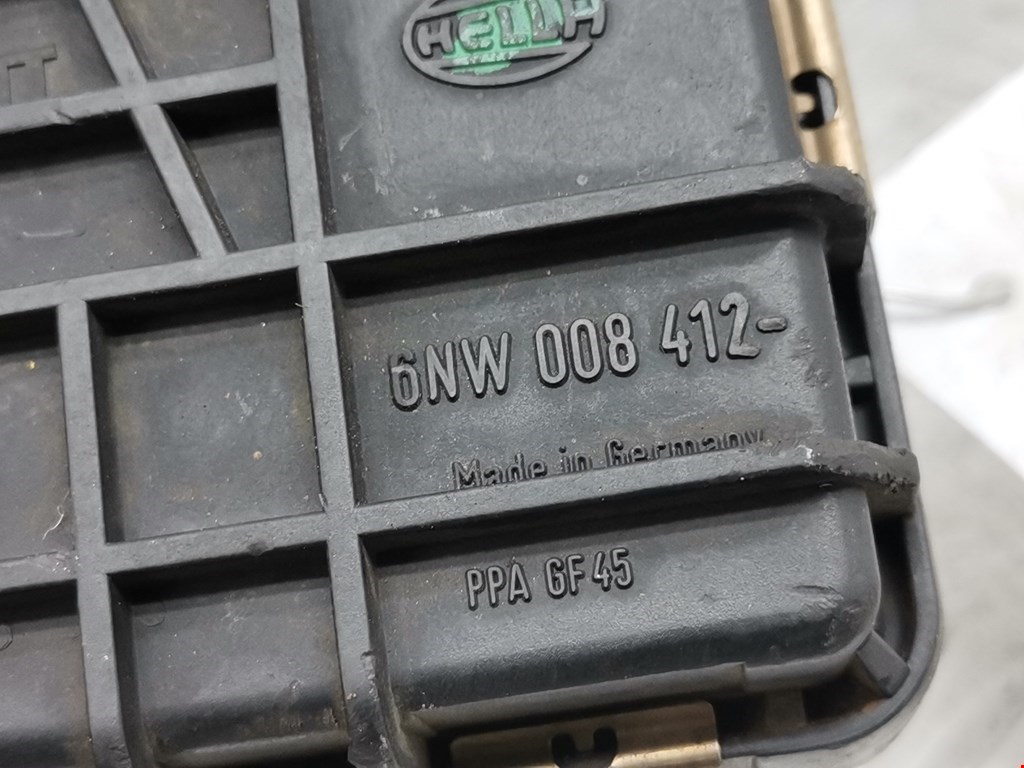 HELLA
6NW 008 412-
Made in Germany
PPA GF45